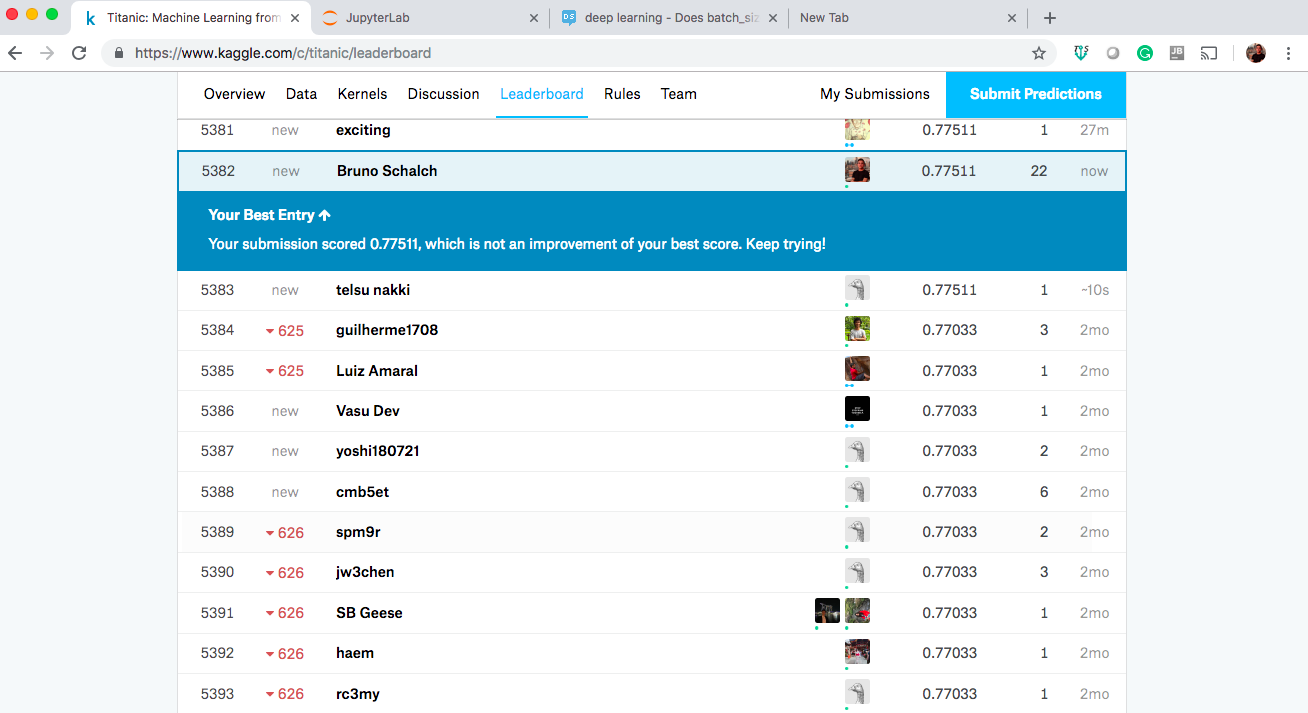 Titanic: Machine Learning from
JupyterLab
deep learning - Does batch_siz
New Tab
https://www.kaggle.com/c/titanic/leaderboard
Overview Data Kernels Discussion Leaderboard Rules Team My Submissions Submit Predictions
5381 new exciting 0.77511 1 27m
5382 new Bruno Schalch 0.77511 22 now
Your Best Entry
Your submission scored 0.77511, which is not an improvement of your best score. Keep trying!
5383 new telsu nakki 0.77511 1 ~10s
5384 625 guilherme1708 0.77033 3 2mo
5385 625 Luiz Amaral 0.77033 1 2mo
5386 new Vasu Dev 0.77033 1 2mo
5387 new yoshi180721 0.77033 2 2mo
5388 new cmb5et 0.77033 6 2mo
5389 626 spm9r 0.77033 2 2mo
5390 626 jw3chen 0.77033 3 2mo
5391 626 SB Geese 0.77033 1 2mo
5392 626 haem 0.77033 1 2mo
5393 626 rc3my 0.77033 1 2mo